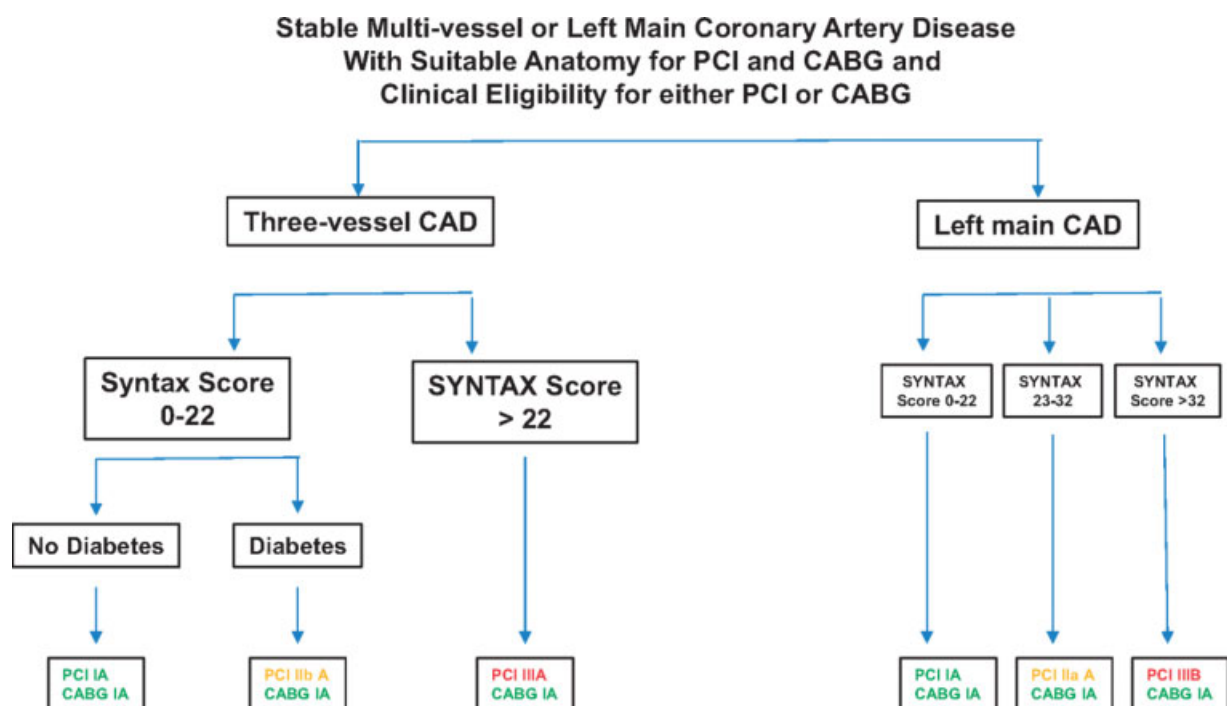 Stable Multi-vessel or Left Main Coronary Artery Disease
With Suitable Anatomy for PCI and CABG and
Clinical Eligibility for either PCI or CABG
Three-vessel CAD
Left main CAD
Syntax Score
0-22
SYNTAX Score
> 22
SYNTAX
Score 0-22
SYNTAX
23-32
SYNTAX
Score >32
No Diabetes
Diabetes
PCI IA
CABG IA
PCI IIb A
CABG IA
PCI IIIA
CABG IA
PCI IA
CABG IA
PCI IIa A
CABG IA
PCI IIIB
CABG IA